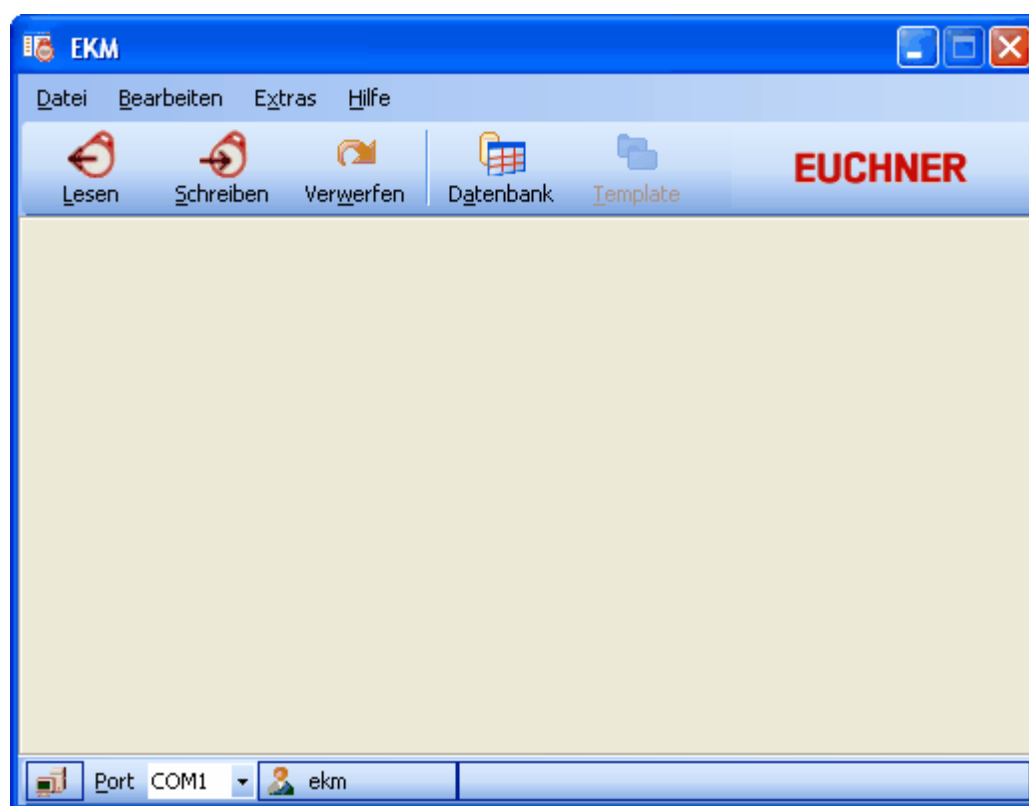 EKM
Datei Bearbeiten Extras Hilfe
Lesen Schreiben Verwerfen Datenbank Template EUCHNER
Port COM1 ekm